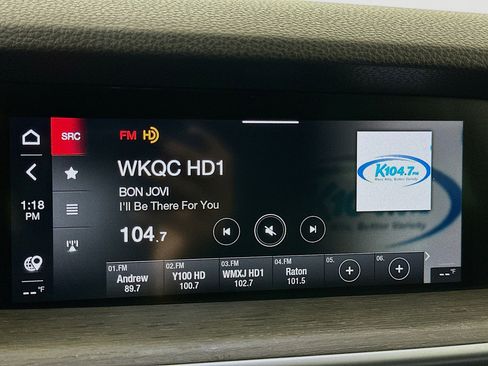 SRC
FM HD
WKQC HD1
BON JOVI
I'll Be There For You
104.7
1:18
PM
K104.7FM
-- °F
01.FM
Andrew
89.7
02.FM
Y100 HD
100.7
03.FM
WMXJ HD1
102.7
04.FM
Raton
101.5
05.
06.
-- °F